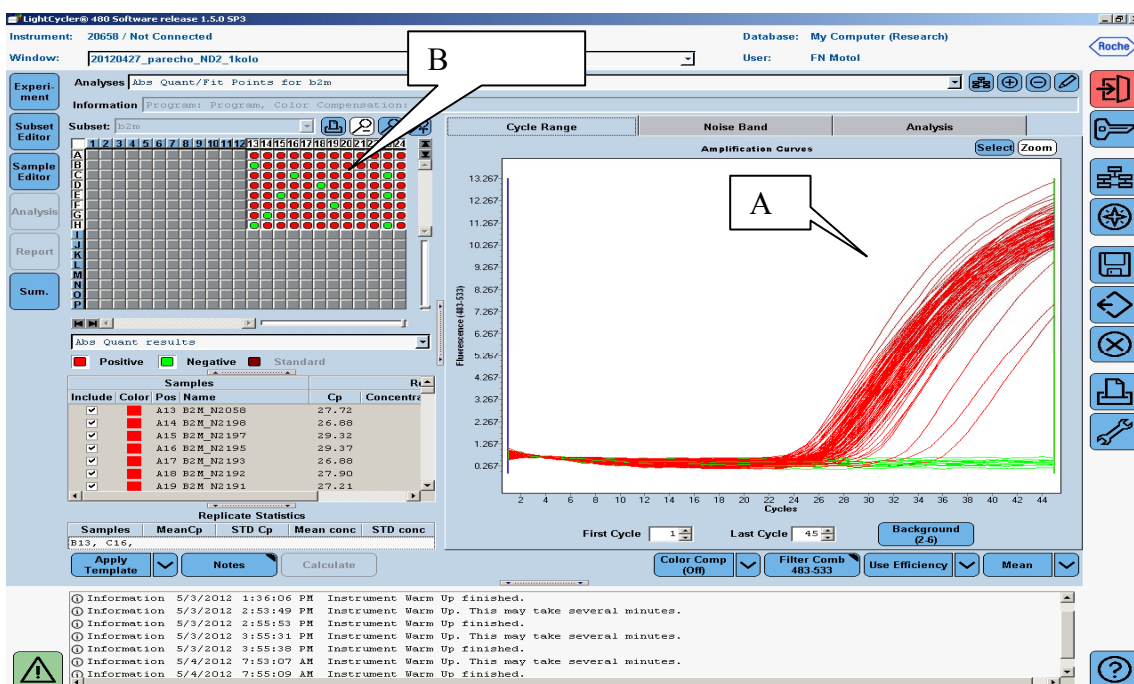 LightCycler® 480 Software release 1.5.0 SP3
Instrument: 20658 / Not Connected Database: My Computer (Research)
Roche
Window: 20120427_parecho_ND2_1kolo User: FN Motol
B
Experi-
ment
Analyses Abs Quant/Fit Points for b2m
Information Program: Program, Color Compensation:
Subset
Editor
Subset: b2m
Cycle Range Noise Band Analysis
1 2 3 4 5 6 7 8 9 10 11 12 13 14 15 16 17 18 19 20 21 22 23 24
Amplification Curves Select Zoom
A
B
C
D
E
F
G
H
I
J
K
L
M
N
O
P
Sample
Editor
Analysis
Report
Sum.
A
13.267
12.267
11.267
10.267
9.267
8.267
7.267
6.267
5.267
4.267
3.267
2.267
1.267
0.267
Fluorescence (483-533)
2 4 6 8 10 12 14 16 18 20 22 24 26 28 30 32 34 36 38 40 42 44
Cycles
Abs Quant results
Positive Negative Standard
Samples
Include Color Pos Name Cp Concentra
A13 B2M_N2058 27.72
A14 B2M_N2198 26.88
A15 B2M_N2197 29.32
A16 B2M_N2195 29.37
A17 B2M_N2193 26.88
A18 B2M_N2192 27.90
A19 B2M_N2191 27.21
Replicate Statistics
Samples MeanCp STD Cp Mean conc STD conc
B13, C16,
First Cycle 1 Last Cycle 45 Background
(2-6)
Apply
Template
Notes
Calculate
Color Comp
(Off)
Filter Comb
483-533
Use Efficiency
Mean
Information 5/3/2012 1:36:06 PM Instrument Warm Up finished.
Information 5/3/2012 2:53:49 PM Instrument Warm Up. This may take several minutes.
Information 5/3/2012 2:55:53 PM Instrument Warm Up finished.
Information 5/3/2012 3:55:31 PM Instrument Warm Up. This may take several minutes.
Information 5/3/2012 3:55:38 PM Instrument Warm Up finished.
Information 5/4/2012 7:53:07 AM Instrument Warm Up. This may take several minutes.
Information 5/4/2012 7:55:09 AM Instrument Warm Up finished.